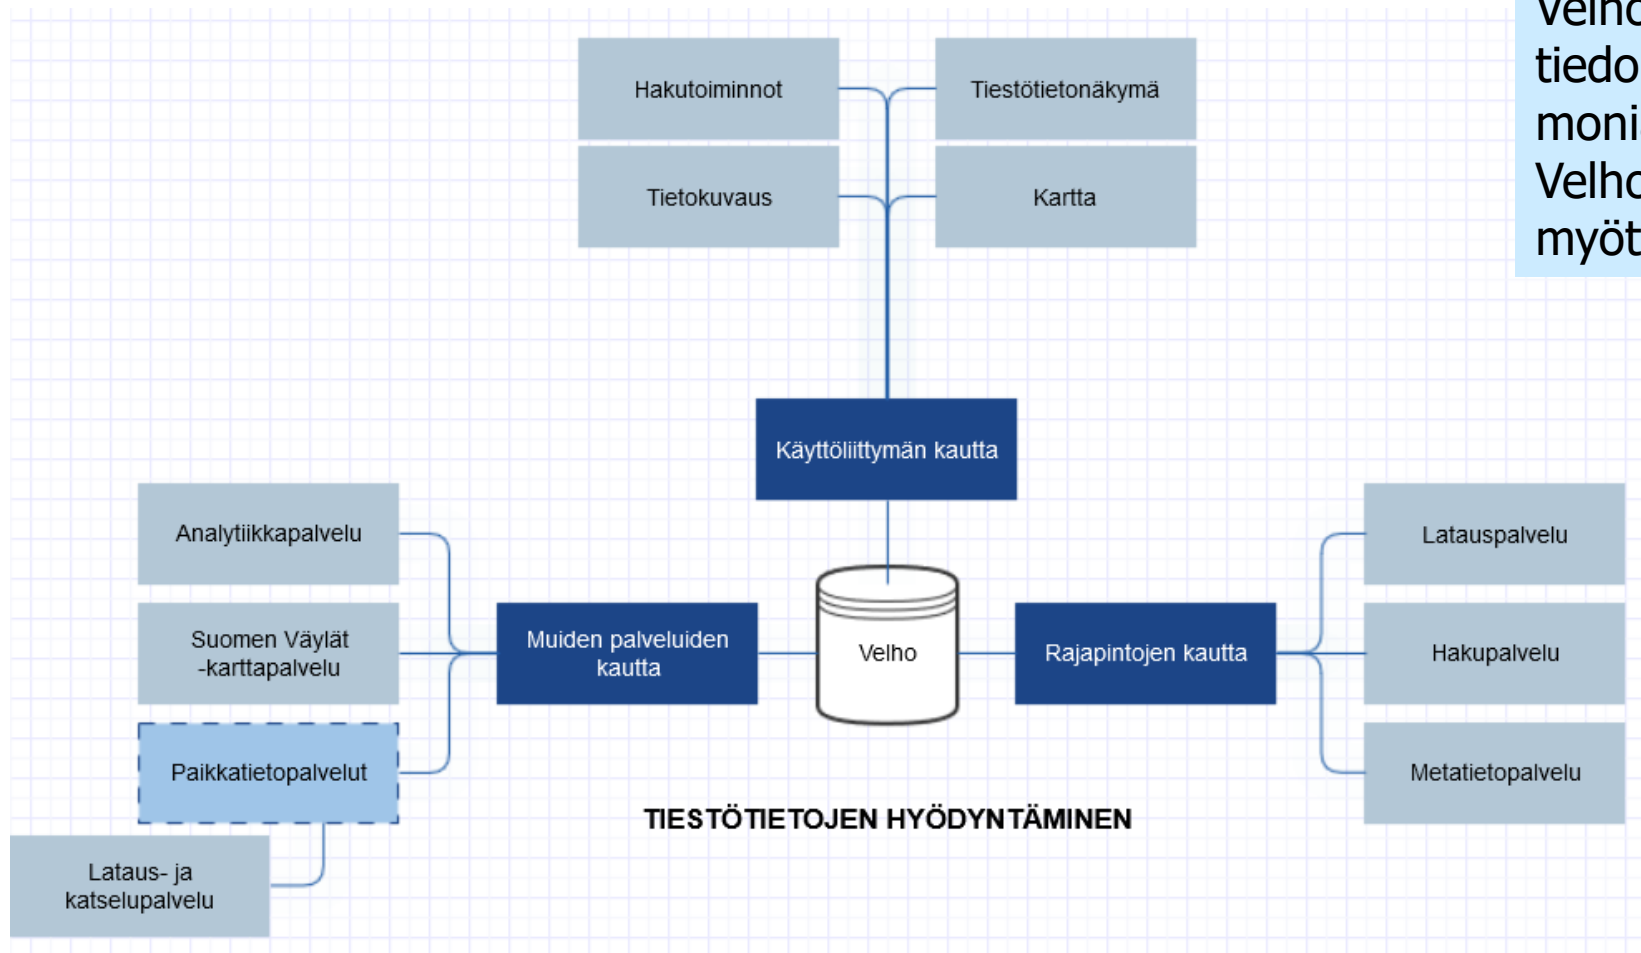 Hakutoiminnot
Tiestötietonäkymä
Tietokuvaus
Kartta
Käyttöliittymän kautta
Analytiikkapalvelu
Suomen Väylät
-karttapalvelu
Paikkatietopalvelut
Lataus- ja
katselupalvelu
Muiden palveluiden
kautta
Velho
Rajapintojen kautta
Latauspalvelu
Hakupalvelu
Metatietopalvelu
TIESTÖTIETOJEN HYÖDYNTÄMINEN